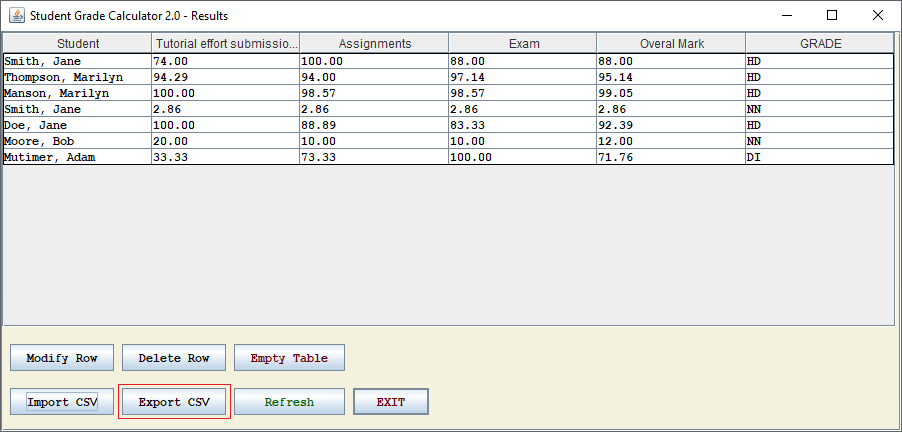 Student Grade Calculator 2.0 - Results
Student Tutorial effort submissio... Assignments Exam Overal Mark GRADE
Smith, Jane 74.00 100.00 88.00 88.00 HD
Thompson, Marilyn 94.29 94.00 97.14 95.14 HD
Manson, Marilyn 100.00 98.57 98.57 99.05 HD
Smith, Jane 2.86 2.86 2.86 2.86 NN
Doe, Jane 100.00 88.89 83.33 92.39 HD
Moore, Bob 20.00 10.00 10.00 12.00 NN
Mutimer, Adam 33.33 73.33 100.00 71.76 DI
Modify Row Delete Row Empty Table
Import CSV Export CSV Refresh EXIT